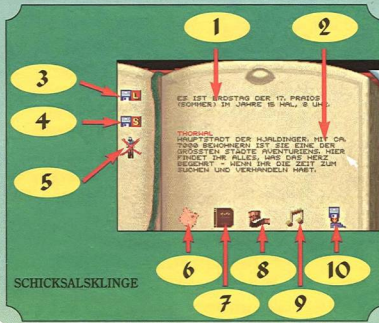 1
2
3
4
5
L
S
ES IST ERDSTAG DER 17. PRAIOS
(SOMMER) IM JAHRE 15 HAL, 8 UHR.
THORWAL
HAUPTSTADT DER HJALDINGER. MIT CA.
7000 BEWOHNERN IST SIE EINE DER
GRÖSSTEN STÄDTE AVENTURIENS. HIER
FINDET IHR ALLES, WAS DAS HERZ
BEGEHRT - WENN IHR DIE ZEIT ZUM
SUCHEN UND VERHANDELN HABT.
6
7
8
9
10
SCHICKSALSKLINGE